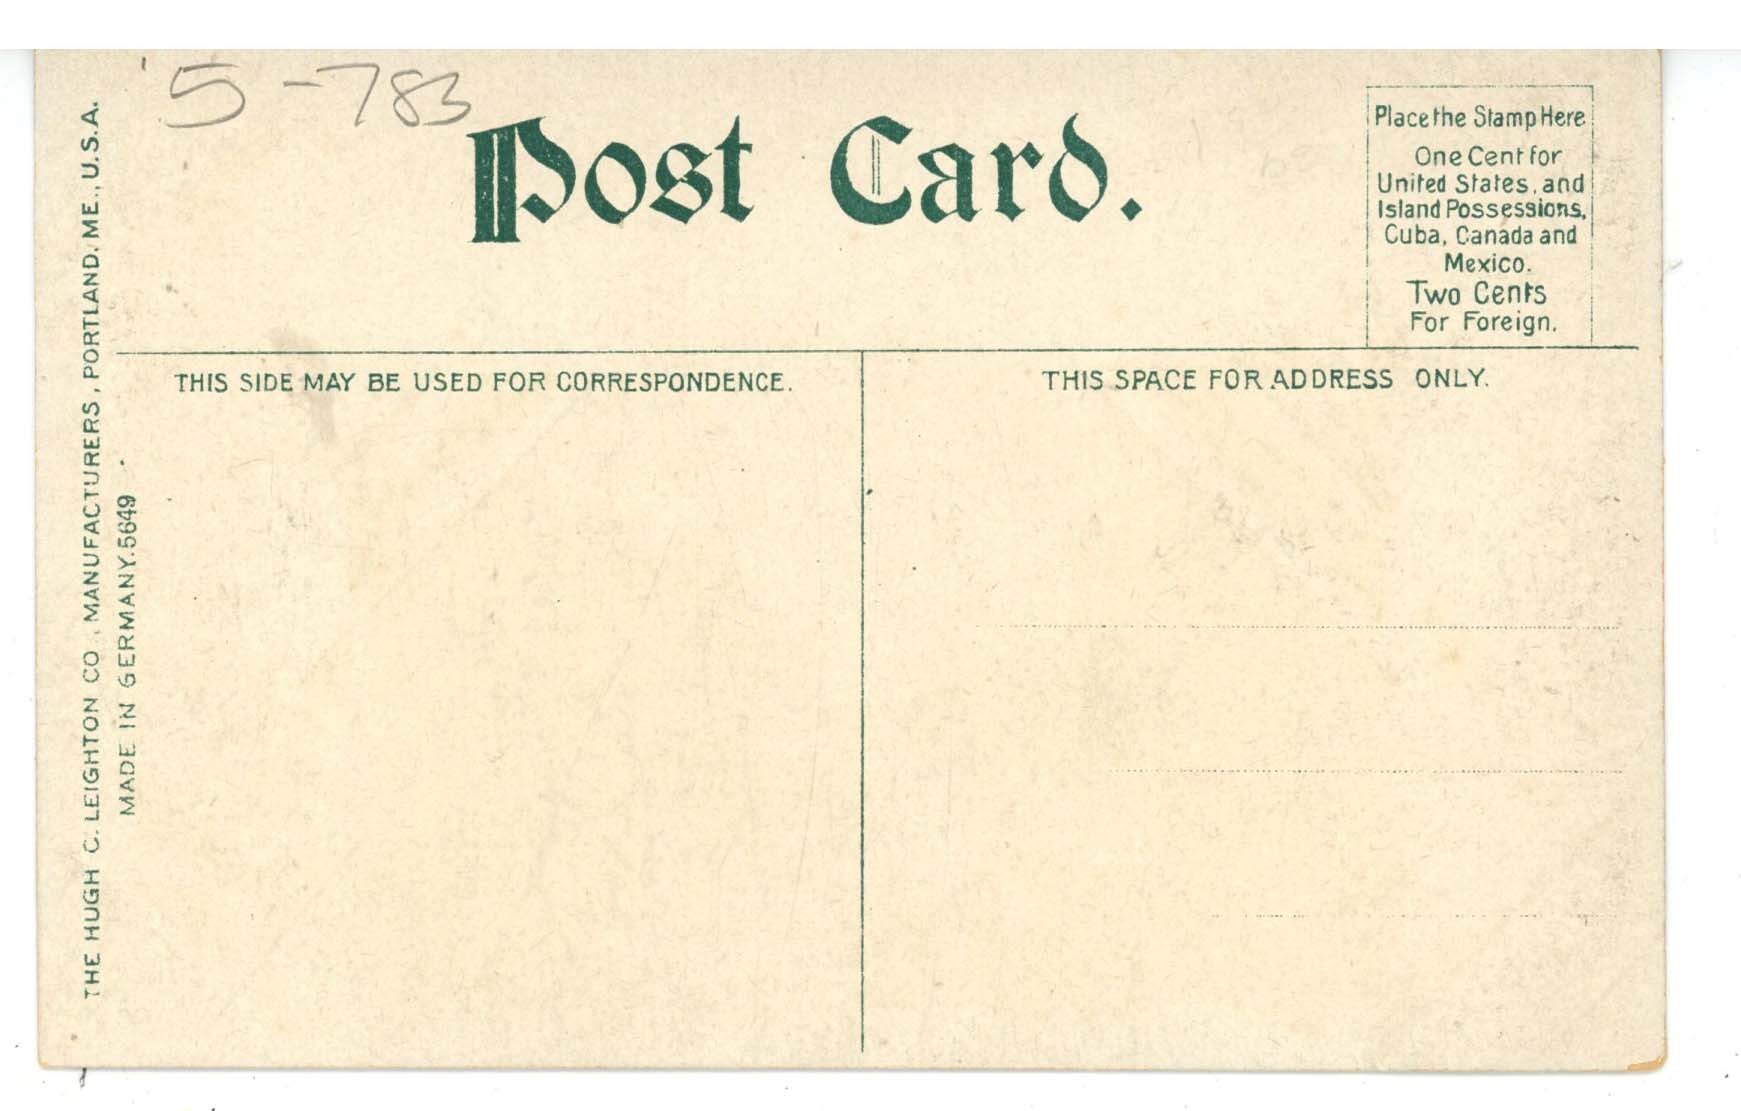 5-783
Post Card.
Place the Stamp Here
One Cent for
United States, and
Island Possessions,
Cuba, Canada and
Mexico.
Two Cents
For Foreign.
THIS SIDE MAY BE USED FOR CORRESPONDENCE.
THIS SPACE FOR ADDRESS ONLY.
THE HUGH C. LEIGHTON CO., MANUFACTURERS, PORTLAND, ME., U.S.A.
MADE IN GERMANY. 5649